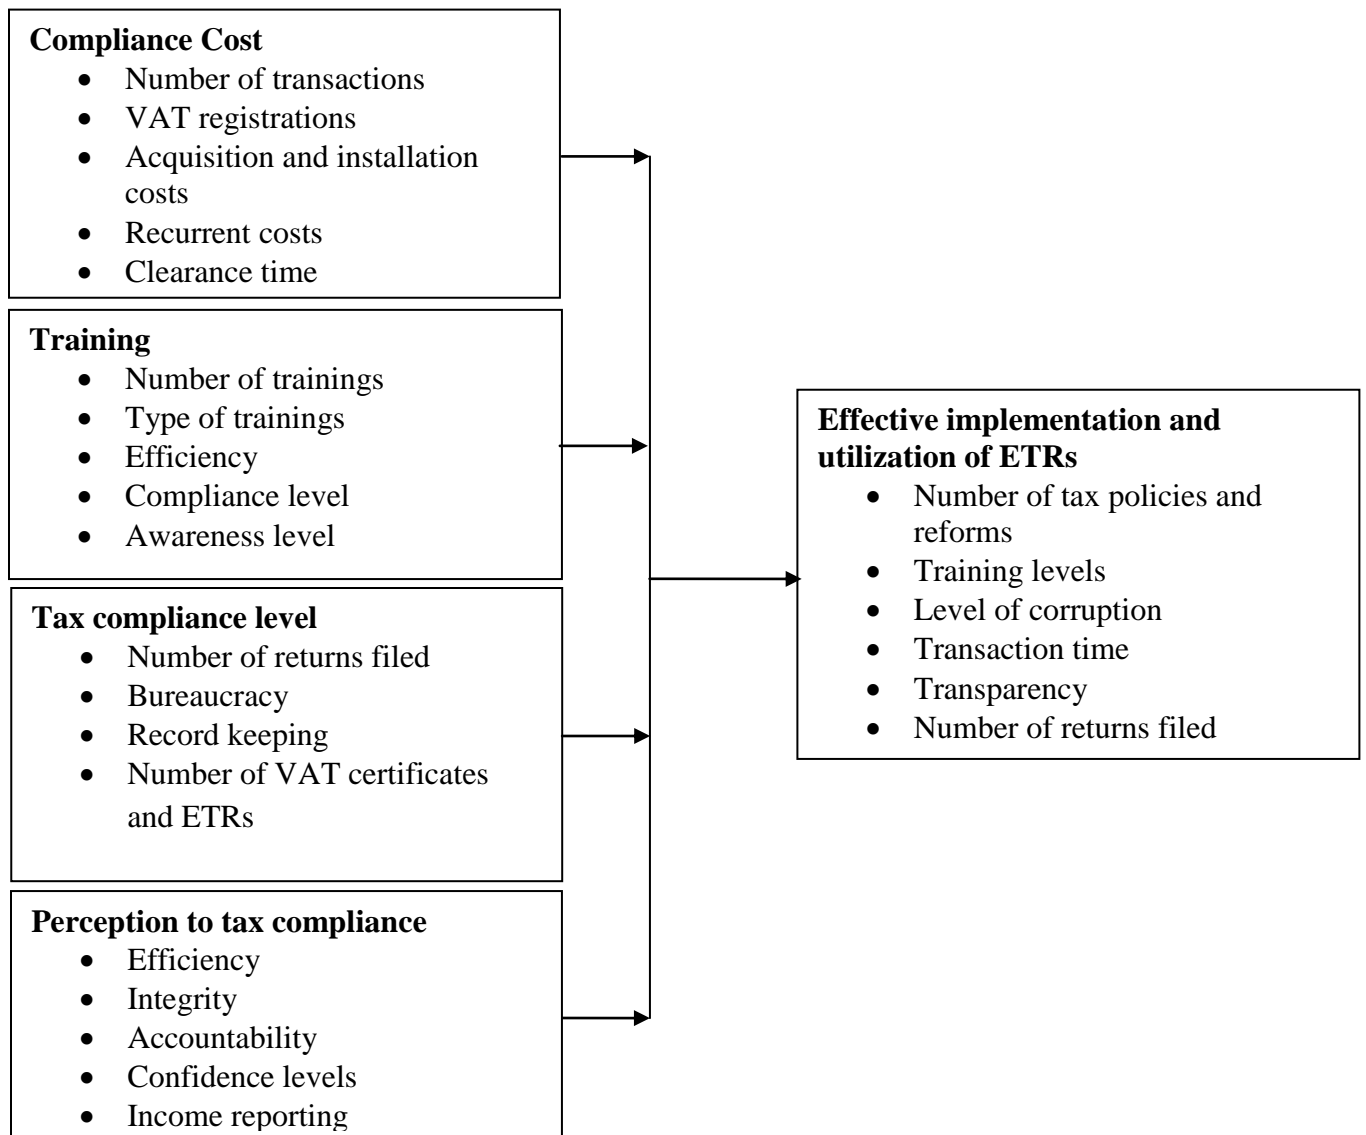 Compliance Cost
• Number of transactions
• VAT registrations
• Acquisition and installation
costs
• Recurrent costs
• Clearance time
Training
• Number of trainings
• Type of trainings
• Efficiency
• Compliance level
• Awareness level
Tax compliance level
• Number of returns filed
• Bureaucracy
• Record keeping
• Number of VAT certificates
and ETRs
Perception to tax compliance
• Efficiency
• Integrity
• Accountability
• Confidence levels
• Income reporting
Effective implementation and
utilization of ETRs
• Number of tax policies and
reforms
• Training levels
• Level of corruption
• Transaction time
• Transparency
• Number of returns filed